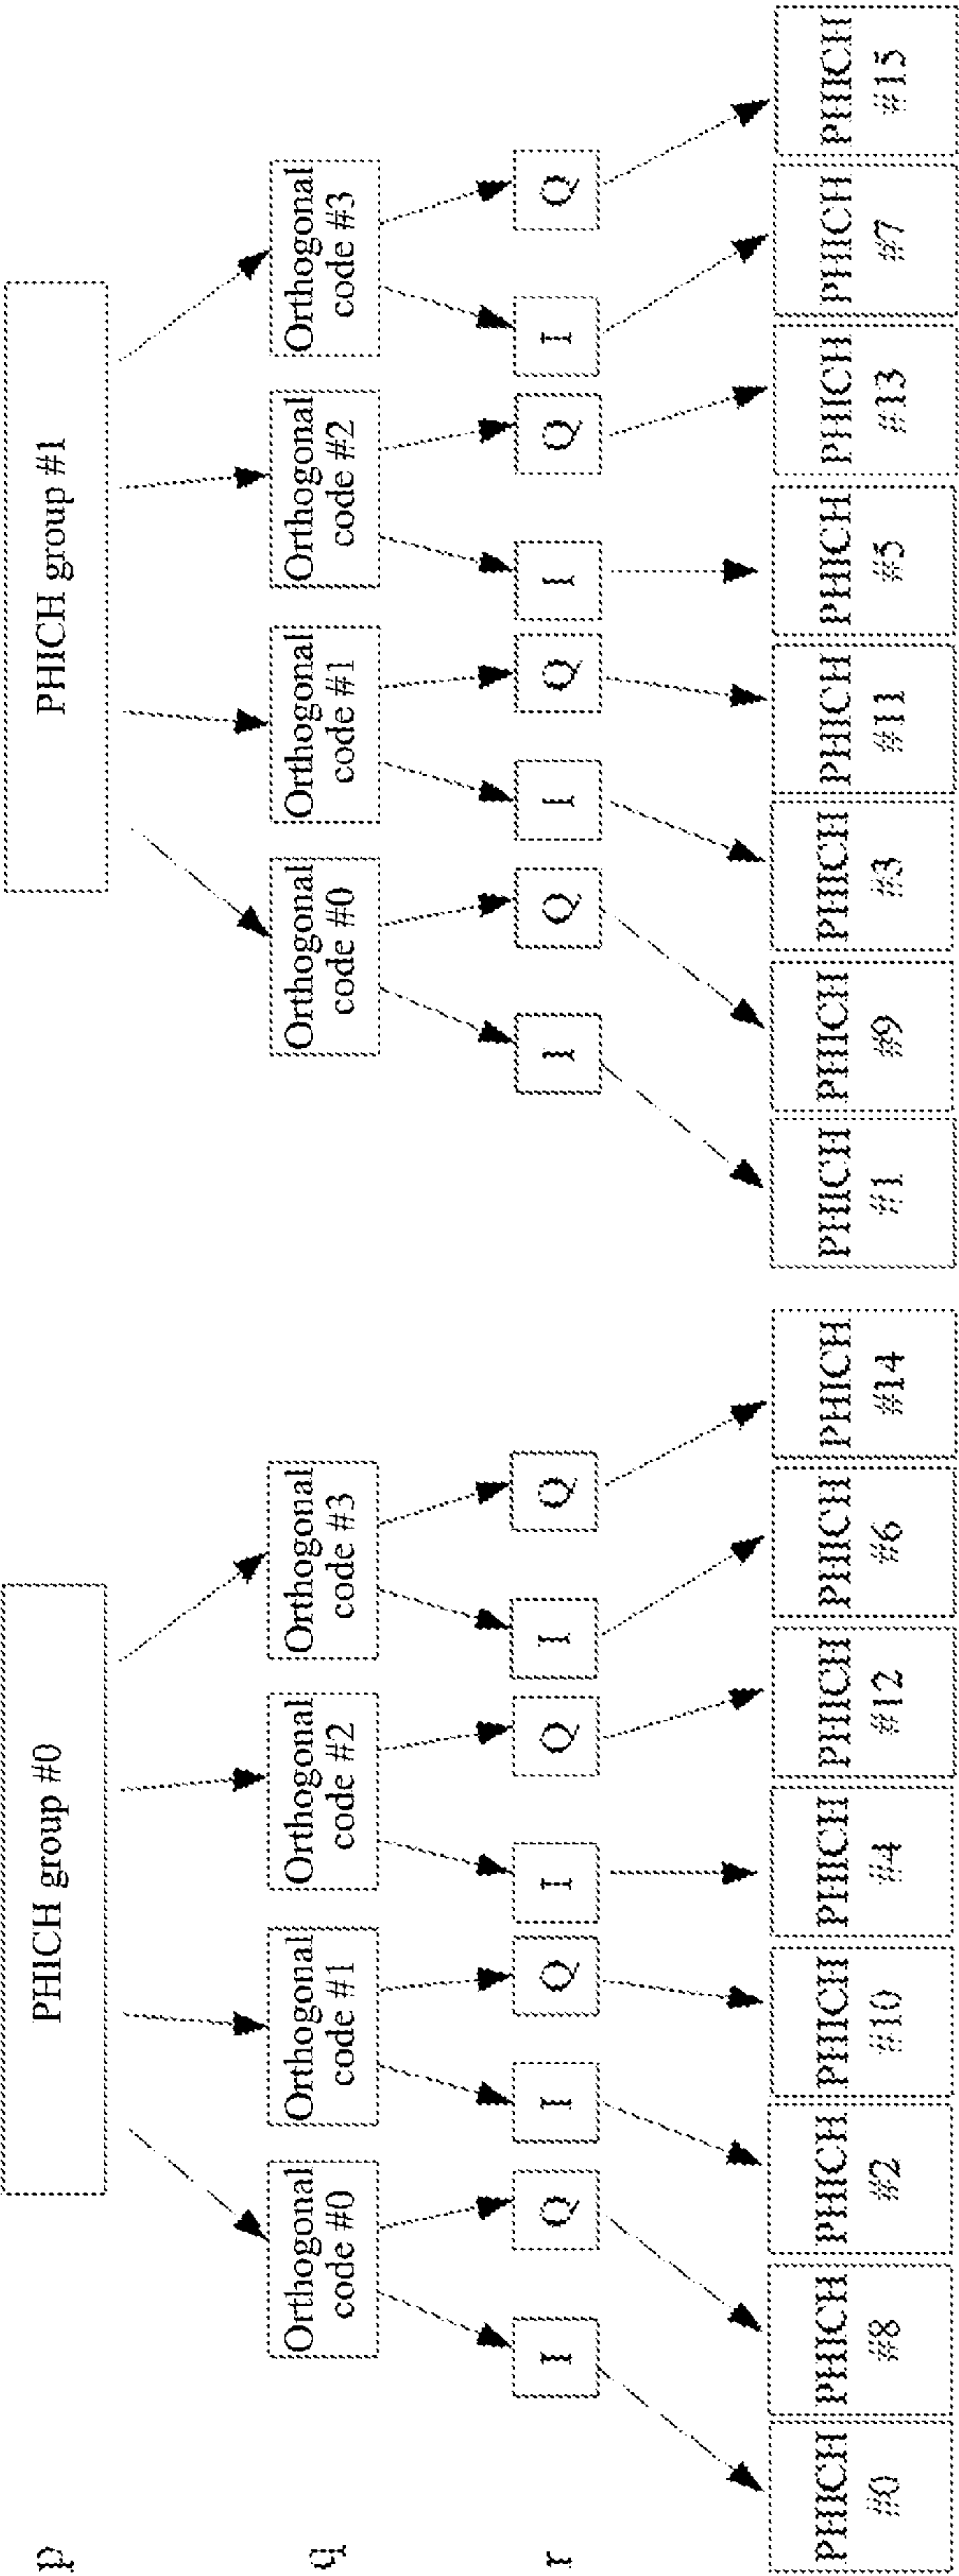 p
PHICH group #0
PHICH group #1
q
Orthogonal
code #0
Orthogonal
code #1
Orthogonal
code #2
Orthogonal
code #3
Orthogonal
code #0
Orthogonal
code #1
Orthogonal
code #2
Orthogonal
code #3
r
I
Q
I
Q
I
Q
I
Q
I
Q
I
Q
I
Q
I
Q
PHICH
#0
PHICH
#8
PHICH
#2
PHICH
#10
PHICH
#4
PHICH
#12
PHICH
#6
PHICH
#14
PHICH
#1
PHICH
#9
PHICH
#3
PHICH
#11
PHICH
#5
PHICH
#13
PHICH
#7
PHICH
#15